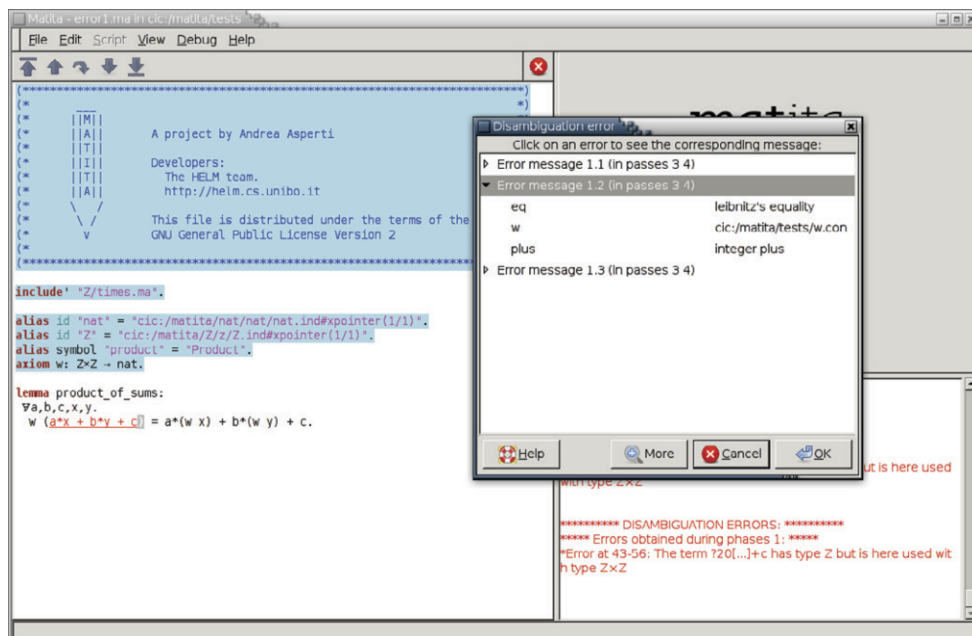 Matita - error1.ma in cic:/matita/tests
File Edit Script View Debug Help
(****************************************************************************)
(* ___ *)
(* ||M||
(* ||A|| A project by Andrea Asperti
(* ||T||
(* ||I|| Developers:
(* ||T|| The HELM team.
(* ||A|| http://helm.cs.unibo.it
(* \ /
(* \ / This file is distributed under the terms of the
(* v GNU General Public License Version 2
(*
(****************************************************************************
include' "Z/times.ma".
alias id "nat" = "cic:/matita/nat/nat/nat.ind#xpointer(1/1)".
alias id "Z" = "cic:/matita/Z/z/Z.ind#xpointer(1/1)".
alias symbol "product" = "Product".
axiom w: Z×Z → nat.
lemma product_of_sums:
∀a,b,c,x,y.
w (a*x + b*y + c) = a*(w x) + b*(w y) + c.
matita
Disambiguation error
Click on an error to see the corresponding message:
Error message 1.1 (in passes 3 4)
Error message 1.2 (in passes 3 4)
eq leibnitz's equality
w cic:/matita/tests/w.con
plus integer plus
Error message 1.3 (in passes 3 4)
Help More Cancel OK
ut is here used
with type Z×Z
********** DISAMBIGUATION ERRORS: **********
***** Errors obtained during phases 1: *****
*Error at 43-56: The term ?20[...]+c has type Z but is here used wit
h type Z×Z